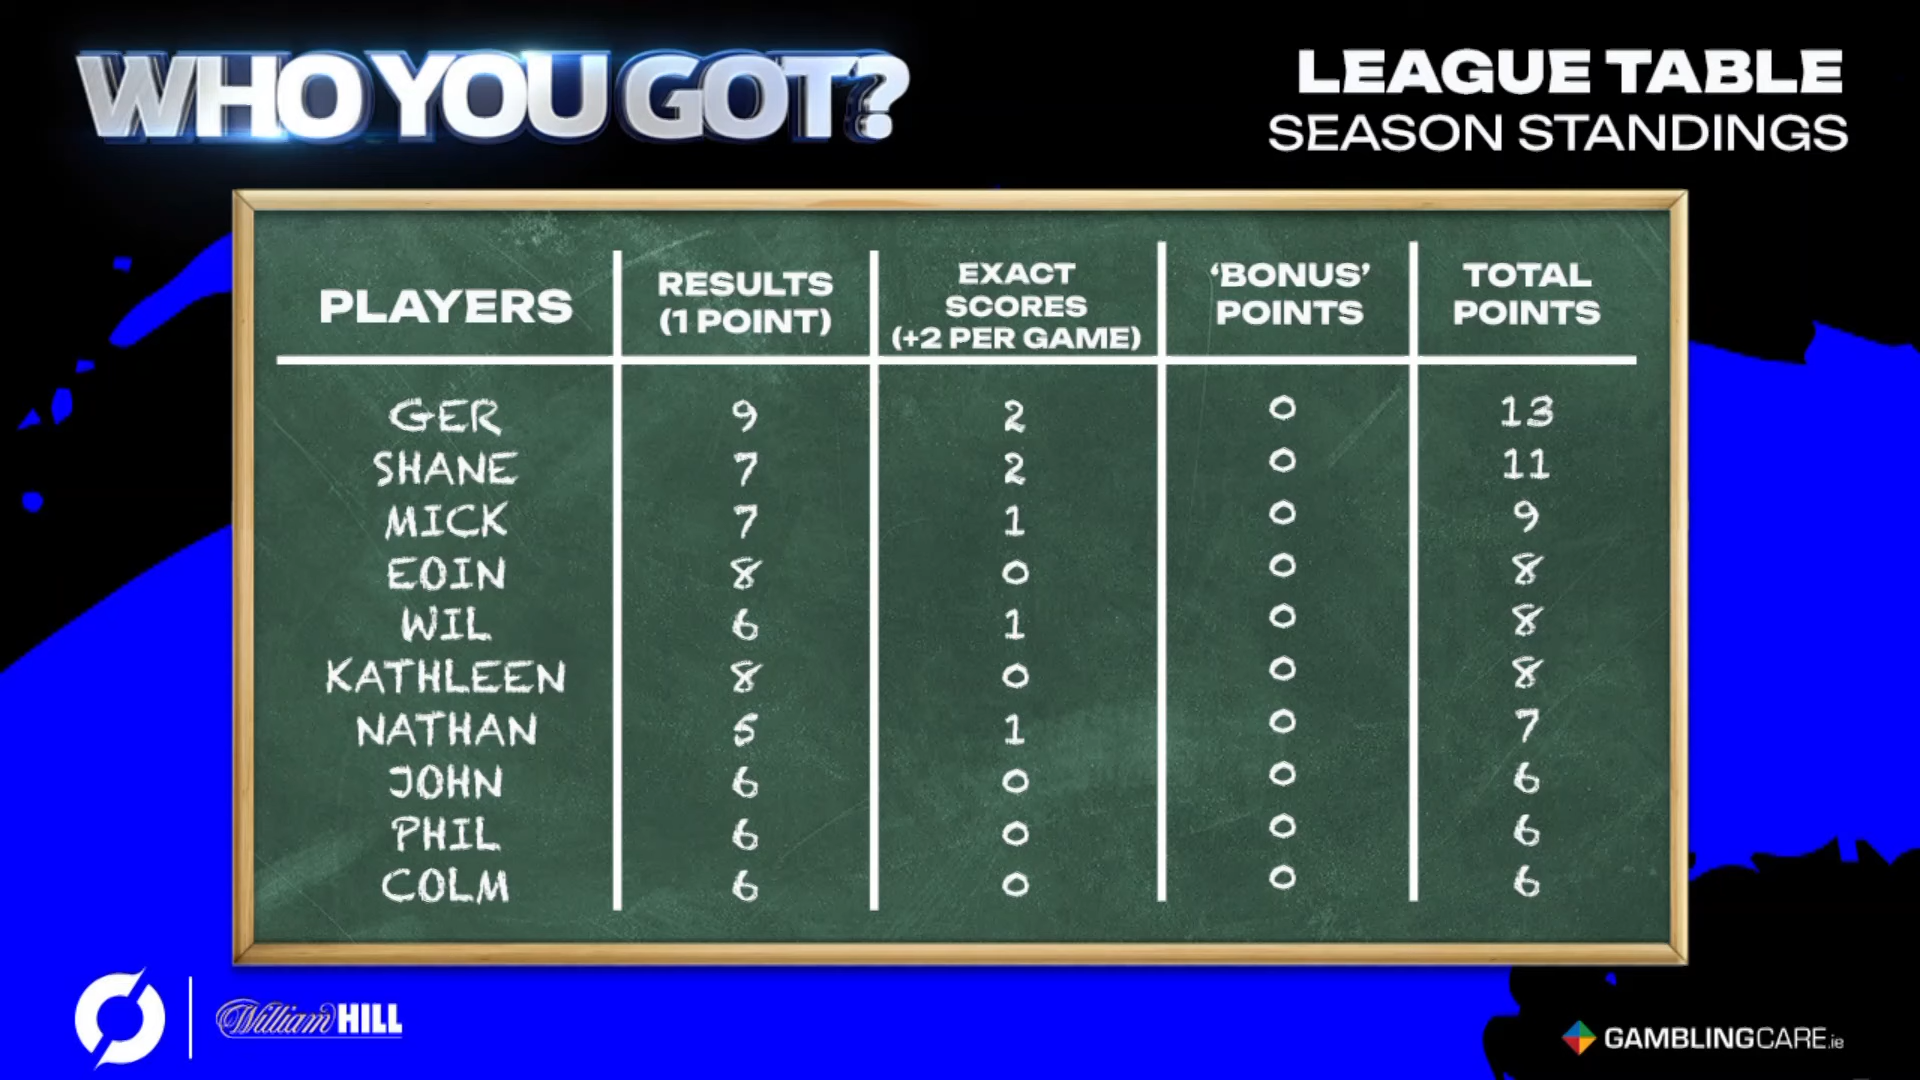 WHO YOU GOT?
LEAGUE TABLE
SEASON STANDINGS
PLAYERS
RESULTS
(1 POINT)
EXACT
SCORES
(+2 PER GAME)
‘BONUS’
POINTS
TOTAL
POINTS
GER 9 2 0 13
SHANE 7 2 0 11
MICK 7 1 0 9
EOIN 8 0 0 8
WIL 6 1 0 8
KATHLEEN 8 0 0 8
NATHAN 5 1 0 7
JOHN 6 0 0 6
PHIL 6 0 0 6
COLM 6 0 0 6
William HILL
GAMBLINGCARE.ie